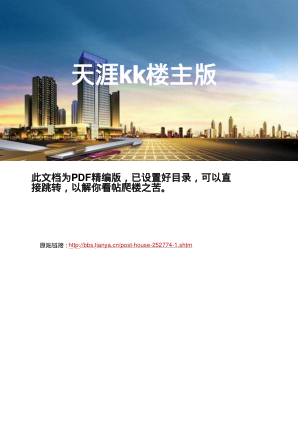 天涯kk楼主版
此文档为PDF精编版，已设置好目录，可以直
接跳转，以解你看帖爬楼之苦。
原贴链接：http://bbs.tianya.cn/post-house-252774-1.shtml